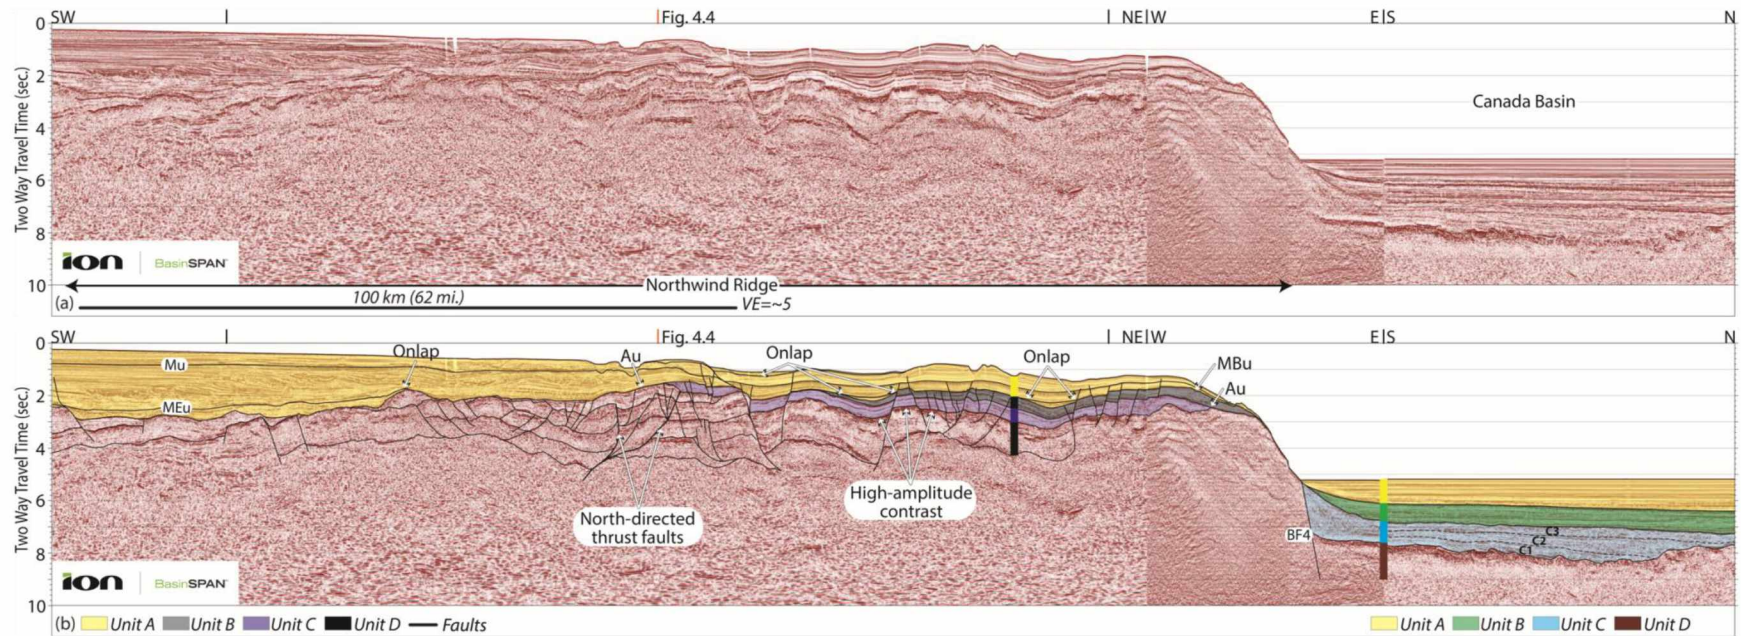 SW Fig. 4.4 NE W E S N
0
2
4
6
8
10
Two Way Travel Time (sec.)
Canada Basin
ion BasinSPAN
Northwind Ridge
(a) 100 km (62 mi.) VE=~5
SW Fig. 4.4 NE W E S N
0
2
4
6
8
10
Two Way Travel Time (sec.)
Onlap Au Onlap Onlap MBu
Mu
Au
MEu
High-amplitude
contrast
North-directed
thrust faults
BF4
C3
C2
C1
ion BasinSPAN
(b) Unit A Unit B Unit C Unit D Faults Unit A Unit B Unit C Unit D